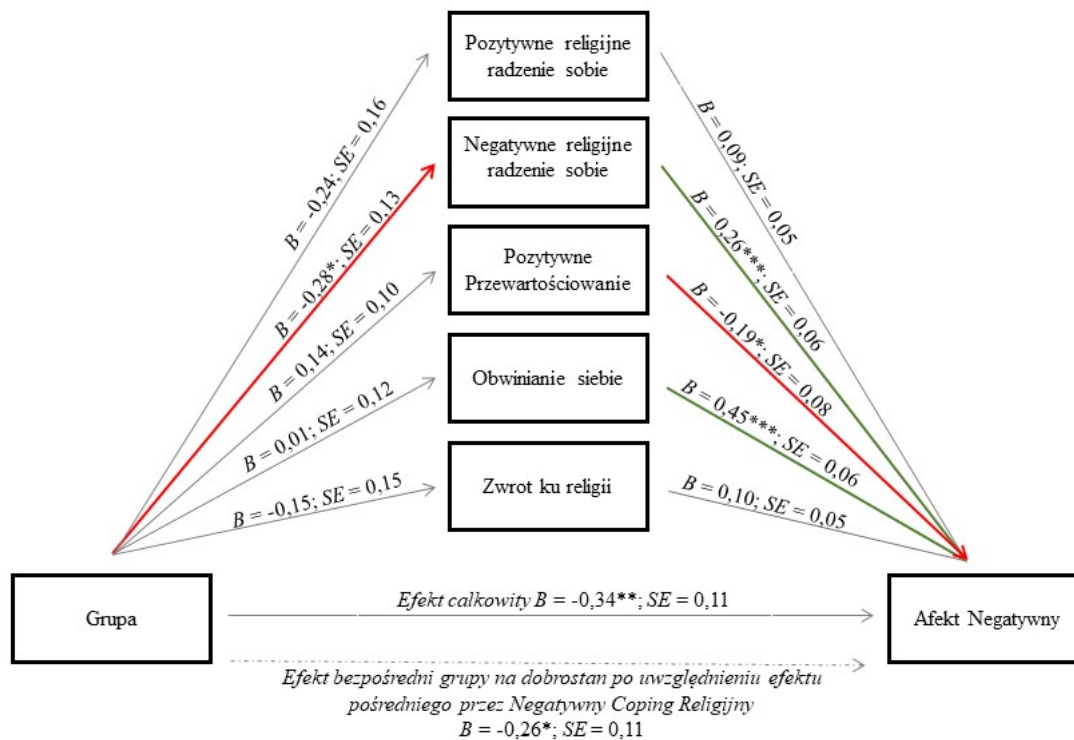 Pozytywne religijne
radzenie sobie
Negatywne religijne
radzenie sobie
Pozytywne
Przewartościowanie
Obwinianie siebie
Zwrot ku religii
B = -0,24; SE = 0,16
B = -0,28*; SE = 0,13
B = 0,14; SE = 0,10
B = 0,01; SE = 0,12
B = -0,15; SE = 0,15
B = 0,09; SE = 0,05
B = 0,26***; SE = 0,06
B = -0,19*; SE = 0,08
B = 0,45***; SE = 0,06
B = 0,10; SE = 0,05
Grupa
Efekt całkowity B = -0,34**; SE = 0,11
Afekt Negatywny
Efekt bezpośredni grupy na dobrostan po uwzględnieniu efektu
pośredniego przez Negatywny Coping Religijny
B = -0,26*; SE = 0,11